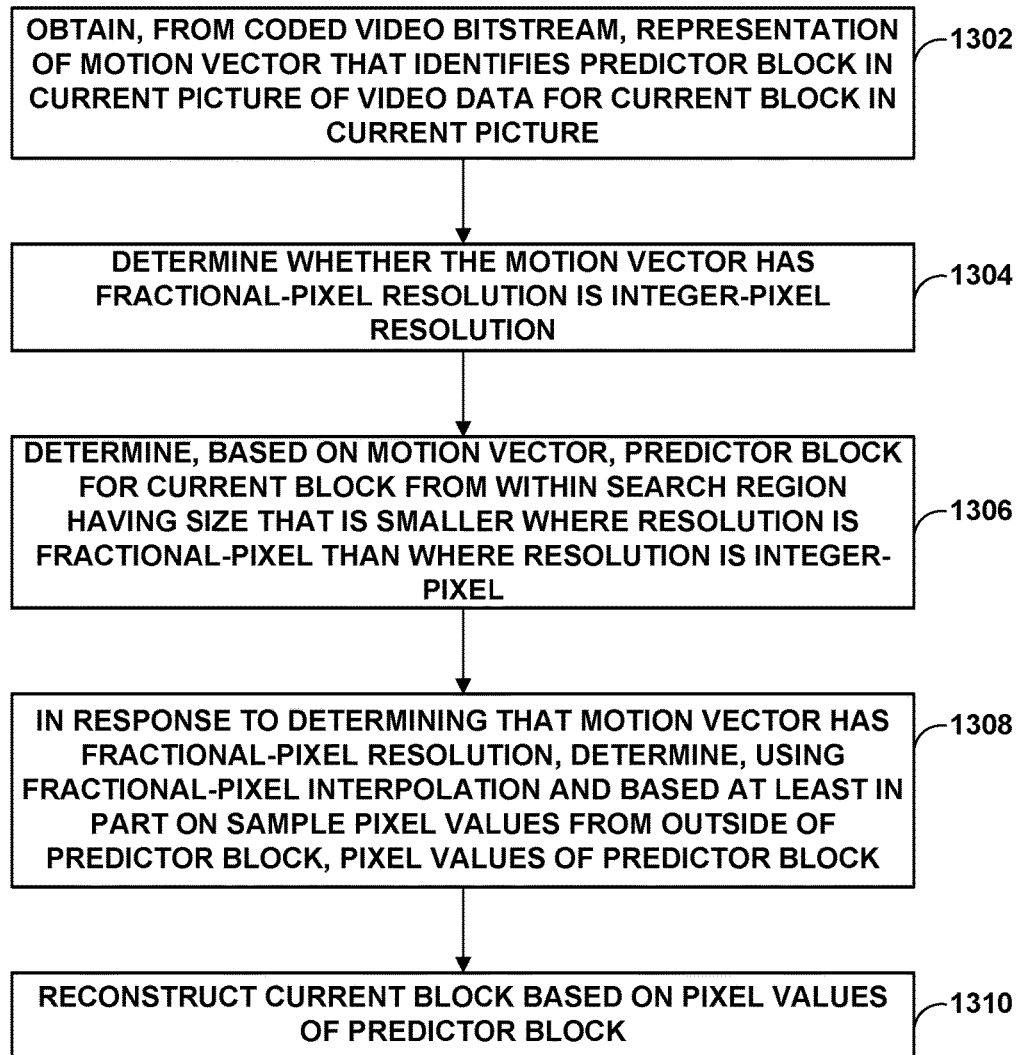 OBTAIN, FROM CODED VIDEO BITSTREAM, REPRESENTATION
OF MOTION VECTOR THAT IDENTIFIES PREDICTOR BLOCK IN
CURRENT PICTURE OF VIDEO DATA FOR CURRENT BLOCK IN
CURRENT PICTURE
1302
DETERMINE WHETHER THE MOTION VECTOR HAS
FRACTIONAL-PIXEL RESOLUTION IS INTEGER-PIXEL
RESOLUTION
1304
DETERMINE, BASED ON MOTION VECTOR, PREDICTOR BLOCK
FOR CURRENT BLOCK FROM WITHIN SEARCH REGION
HAVING SIZE THAT IS SMALLER WHERE RESOLUTION IS
FRACTIONAL-PIXEL THAN WHERE RESOLUTION IS INTEGER-
PIXEL
1306
IN RESPONSE TO DETERMINING THAT MOTION VECTOR HAS
FRACTIONAL-PIXEL RESOLUTION, DETERMINE, USING
FRACTIONAL-PIXEL INTERPOLATION AND BASED AT LEAST IN
PART ON SAMPLE PIXEL VALUES FROM OUTSIDE OF
PREDICTOR BLOCK, PIXEL VALUES OF PREDICTOR BLOCK
1308
RECONSTRUCT CURRENT BLOCK BASED ON PIXEL VALUES
OF PREDICTOR BLOCK
1310